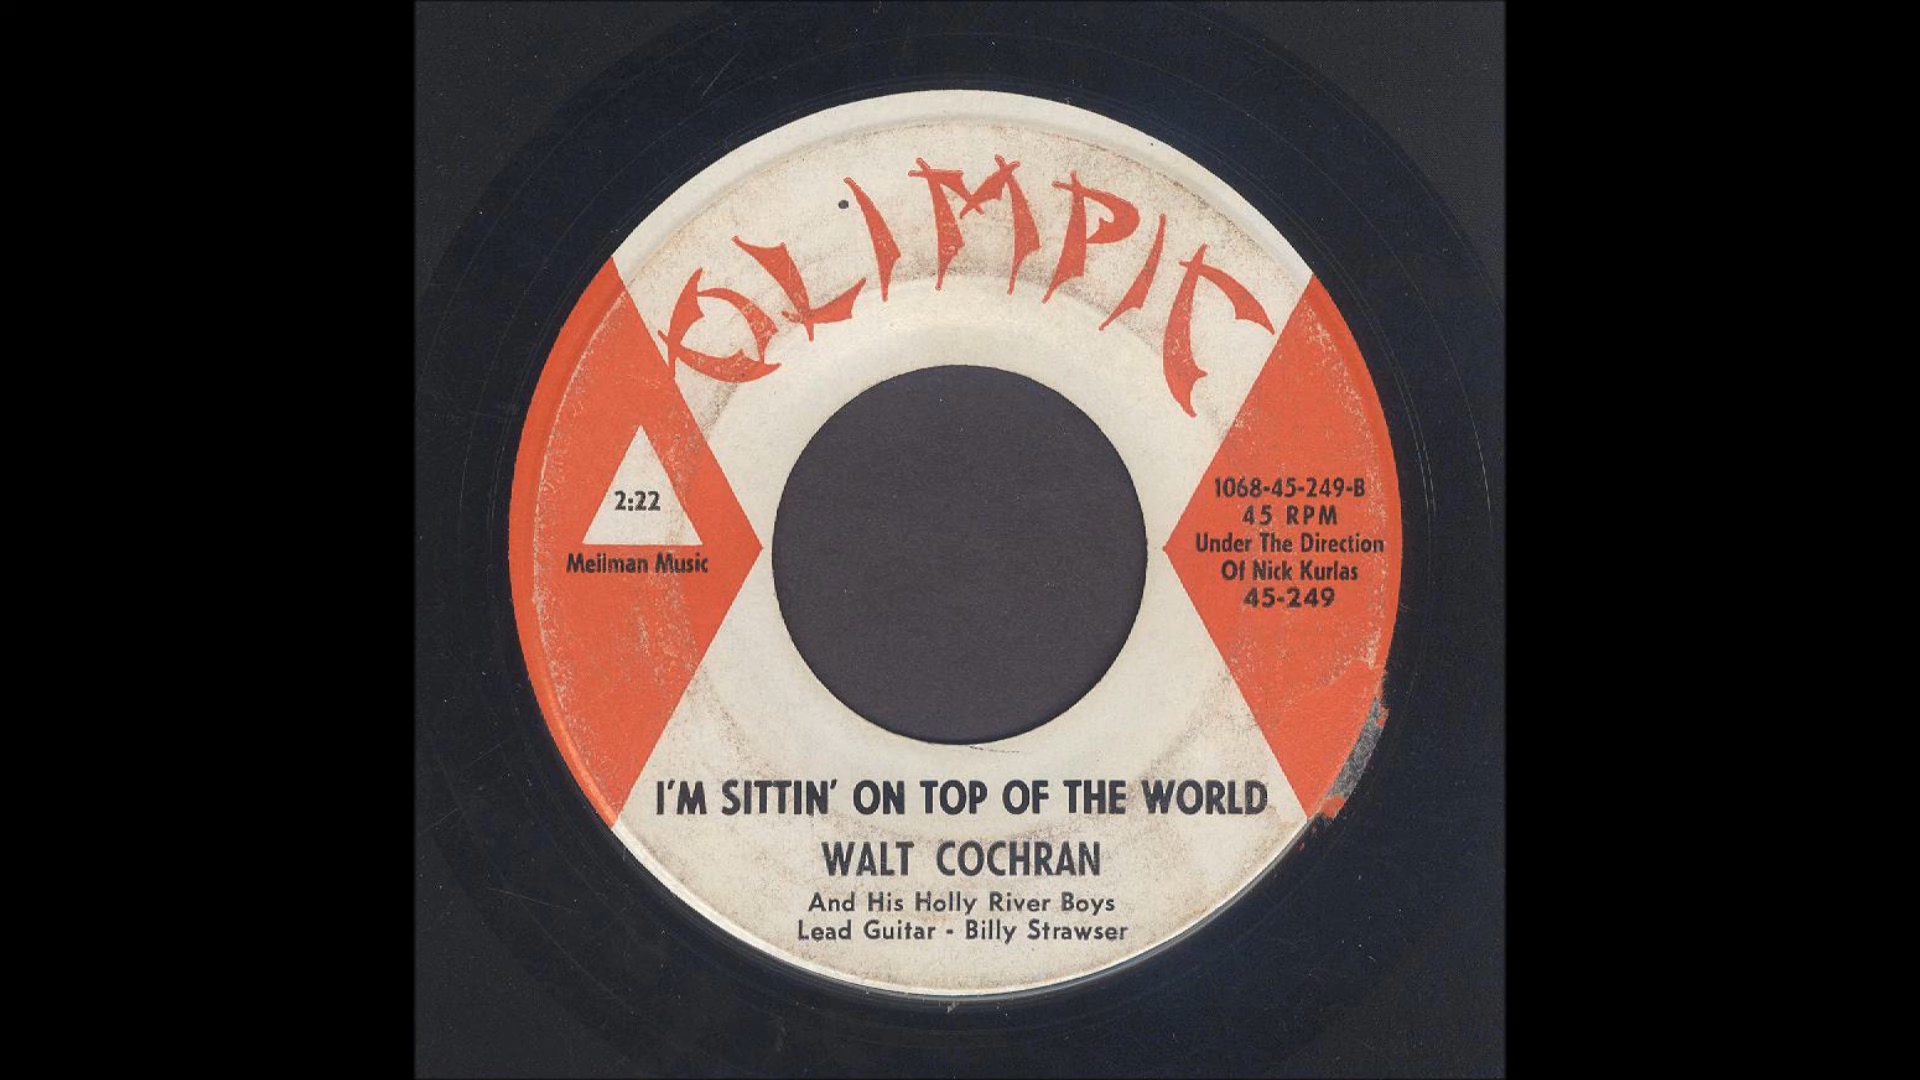 OLIMPIC
2:22
Meilman Music
1068-45-249-B
45 RPM
Under The Direction
Of Nick Kurlas
45-249
I'M SITTIN' ON TOP OF THE WORLD
WALT COCHRAN
And His Holly River Boys
Lead Guitar - Billy Strawser